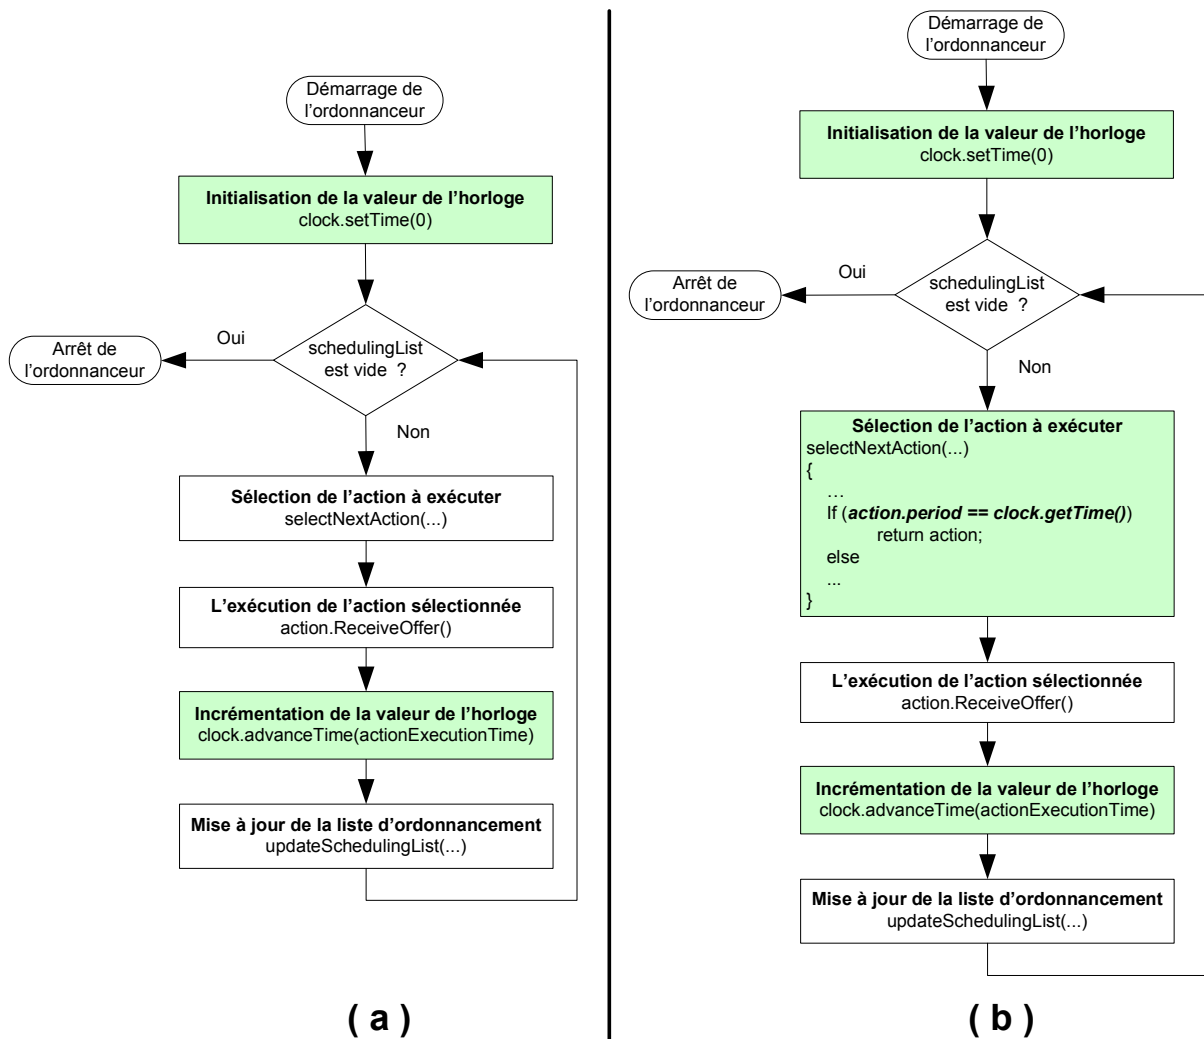 Démarrage de
l'ordonnanceur
Initialisation de la valeur de l'horloge
clock.setTime(0)
schedulingList
est vide ?
Oui
Arrêt de
l'ordonnanceur
Non
Sélection de l'action à exécuter
selectNextAction(...)
L'exécution de l'action sélectionnée
action.ReceiveOffer()
Incrémentation de la valeur de l'horloge
clock.advanceTime(actionExecutionTime)
Mise à jour de la liste d'ordonnancement
updateSchedulingList(...)
( a )
Démarrage de
l'ordonnanceur
Initialisation de la valeur de l'horloge
clock.setTime(0)
schedulingList
est vide ?
Oui
Arrêt de
l'ordonnanceur
Non
Sélection de l'action à exécuter
selectNextAction(...)
{
…
If (action.period == clock.getTime())
return action;
else
...
}
L'exécution de l'action sélectionnée
action.ReceiveOffer()
Incrémentation de la valeur de l'horloge
clock.advanceTime(actionExecutionTime)
Mise à jour de la liste d'ordonnancement
updateSchedulingList(...)
( b )